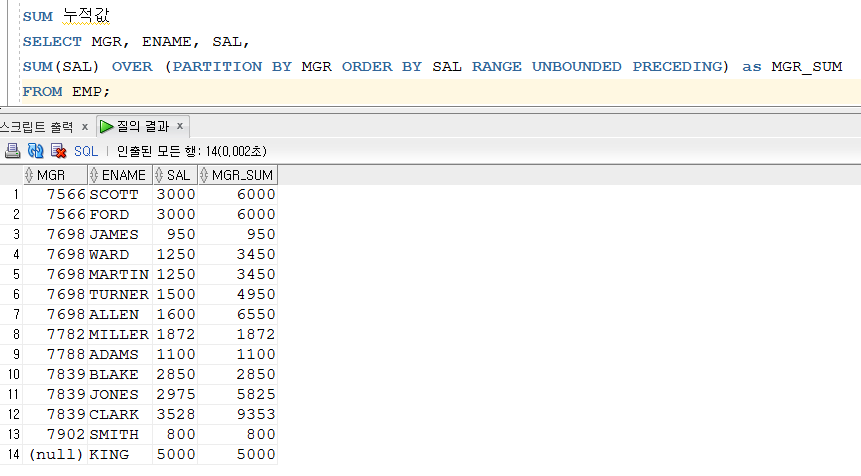 SUM 누적값
SELECT MGR, ENAME, SAL,
SUM(SAL) OVER (PARTITION BY MGR ORDER BY SAL RANGE UNBOUNDED PRECEDING) as MGR_SUM
FROM EMP;
스크립트 출력 x 질의 결과 x
SQL | 인출된 모든 행: 14(0,002초)
MGR ENAME SAL MGR_SUM
1 7566 SCOTT 3000 6000
2 7566 FORD 3000 6000
3 7698 JAMES 950 950
4 7698 WARD 1250 3450
5 7698 MARTIN 1250 3450
6 7698 TURNER 1500 4950
7 7698 ALLEN 1600 6550
8 7782 MILLER 1872 1872
9 7788 ADAMS 1100 1100
10 7839 BLAKE 2850 2850
11 7839 JONES 2975 5825
12 7839 CLARK 3528 9353
13 7902 SMITH 800 800
14 (null) KING 5000 5000